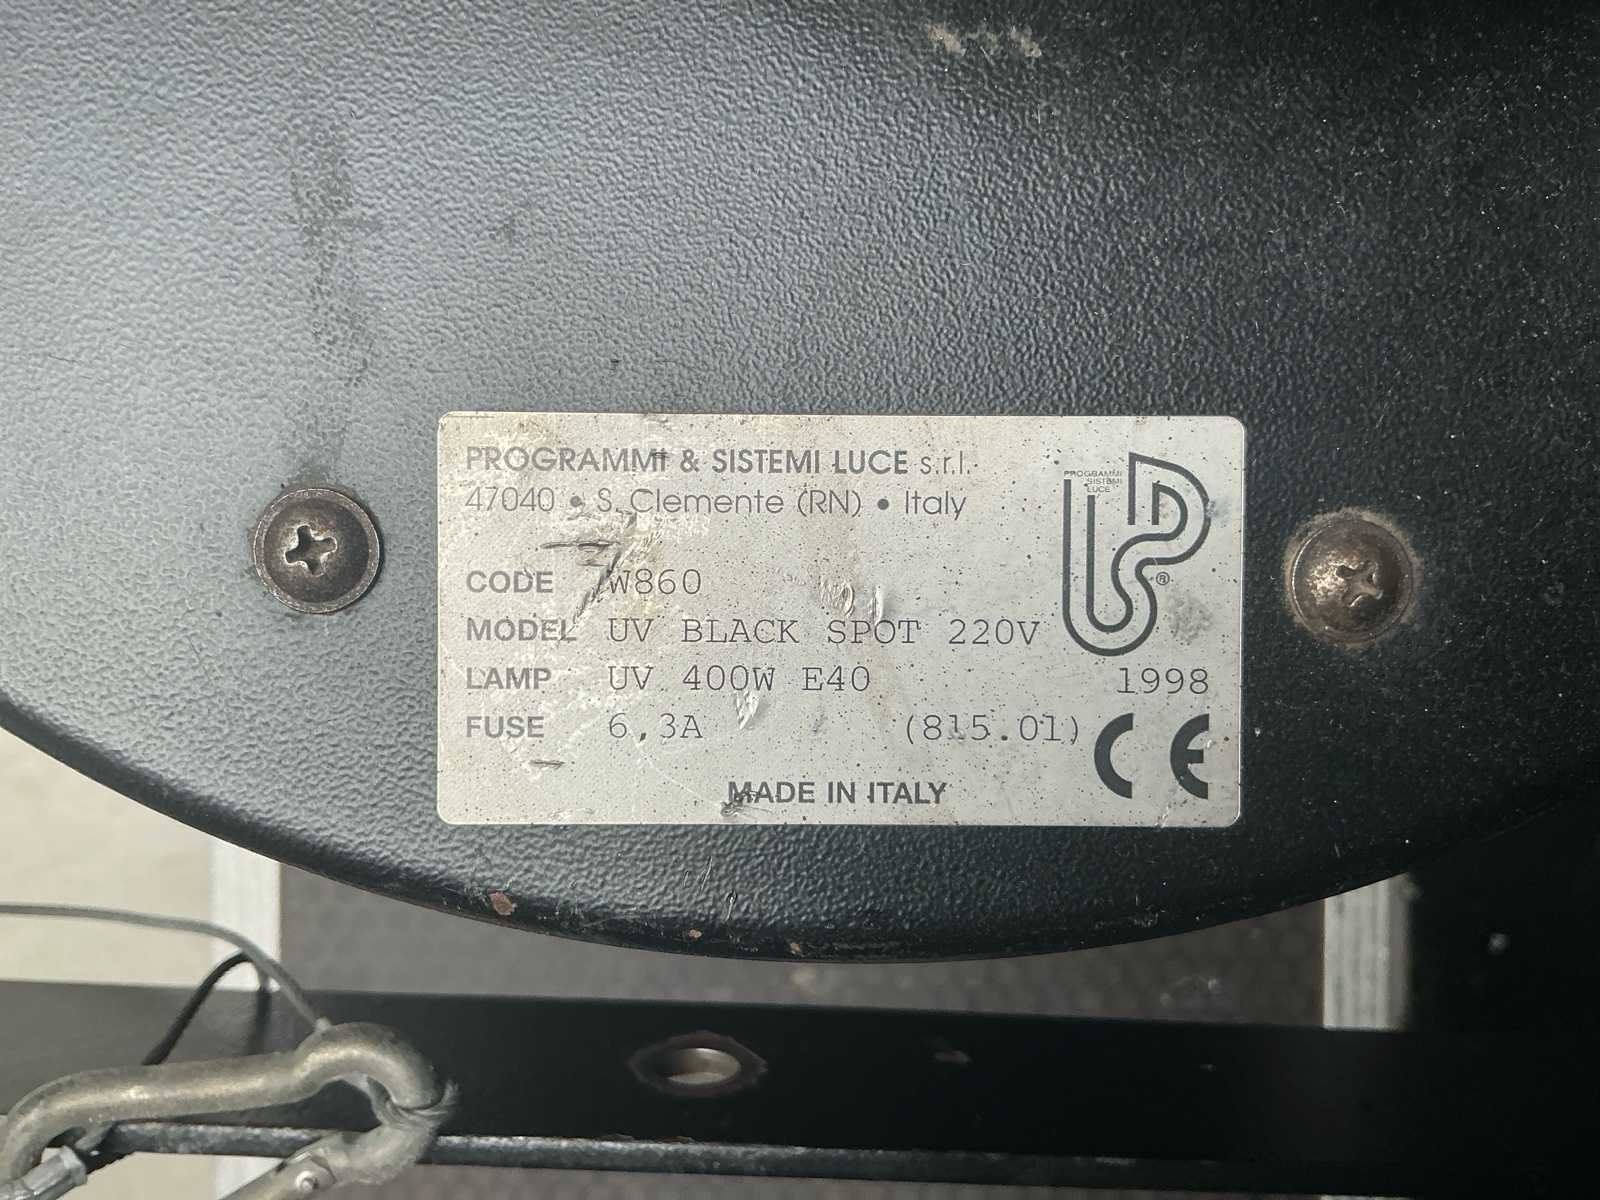 PROGRAMMI & SISTEMI LUCE s.r.l.
47040 • S. Clemente (RN) • Italy
PROGRAMMI
SISTEMI
LUCE
®
CODE W860
MODEL UV BLACK SPOT 220V
LAMP UV 400W E40 1998
FUSE 6,3A (815.01) CE
MADE IN ITALY